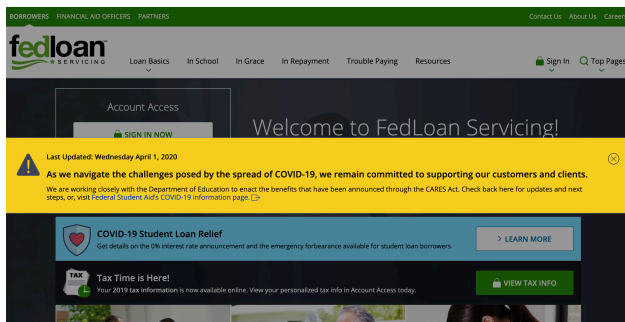 BORROWERS FINANCIAL AID OFFICERS PARTNERS
Contact Us About Us Careers
fedloan
SERVICING
Loan Basics In School In Grace In Repayment Trouble Paying Resources
Sign In Top Pages
Account Access
SIGN IN NOW
Welcome to FedLoan Servicing!
Last Updated: Wednesday April 1, 2020
As we navigate the challenges posed by the spread of COVID-19, we remain committed to supporting our customers and clients.
We are working closely with the Department of Education to enact the benefits that have been announced through the CARES Act. Check back here for updates and next
steps, or, visit Federal Student Aid's COVID-19 information page.
COVID-19 Student Loan Relief
Get details on the 0% interest rate announcement and the emergency forbearance available for student loan borrowers.
> LEARN MORE
TAX
Tax Time is Here!
Your 2019 tax information is now available online. View your personalized tax info in Account Access today.
VIEW TAX INFO